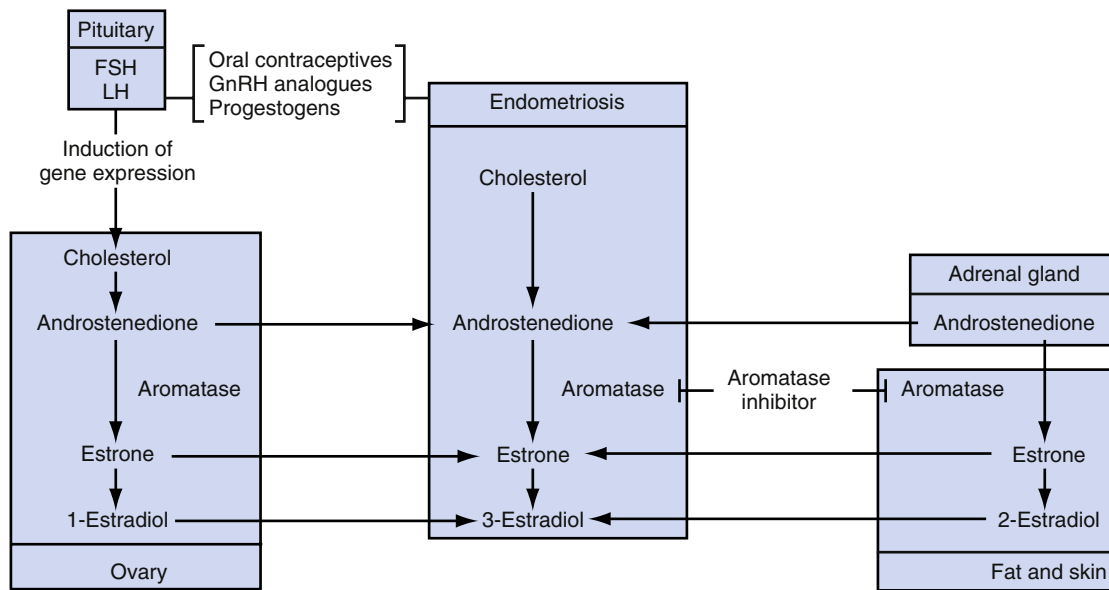 Pituitary
FSH
LH
Oral contraceptives
GnRH analogues
Progestogens
Endometriosis
Induction of
gene expression
Cholesterol
Cholesterol
Adrenal gland
Androstenedione
Androstenedione
Androstenedione
Aromatase
Aromatase
Aromatase
inhibitor
Aromatase
Estrone
Estrone
Estrone
1-Estradiol
3-Estradiol
2-Estradiol
Ovary
Fat and skin